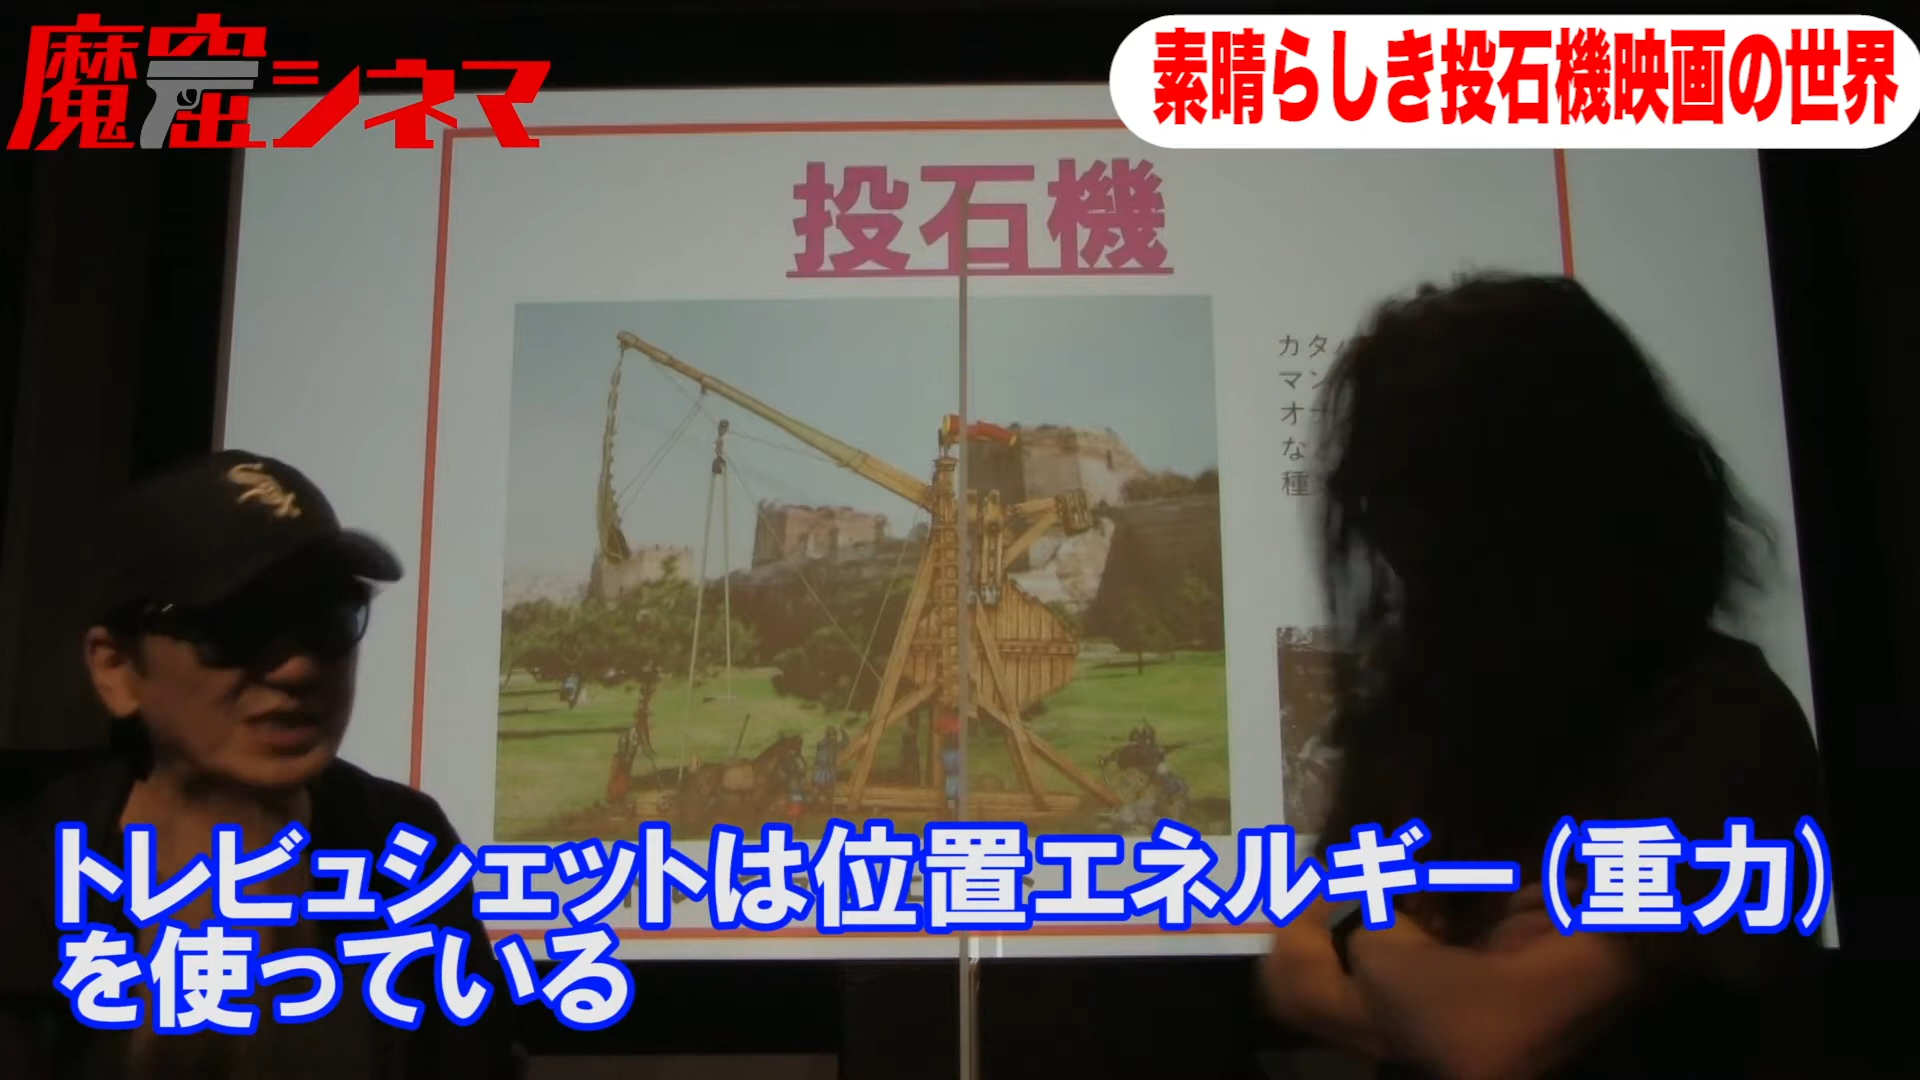 魔窟シネマ
素晴らしき投石機映画の世界
投石機
カタ
マン
オナ
な
種
トレビュシェットは位置エネルギー(重力)
を使っている